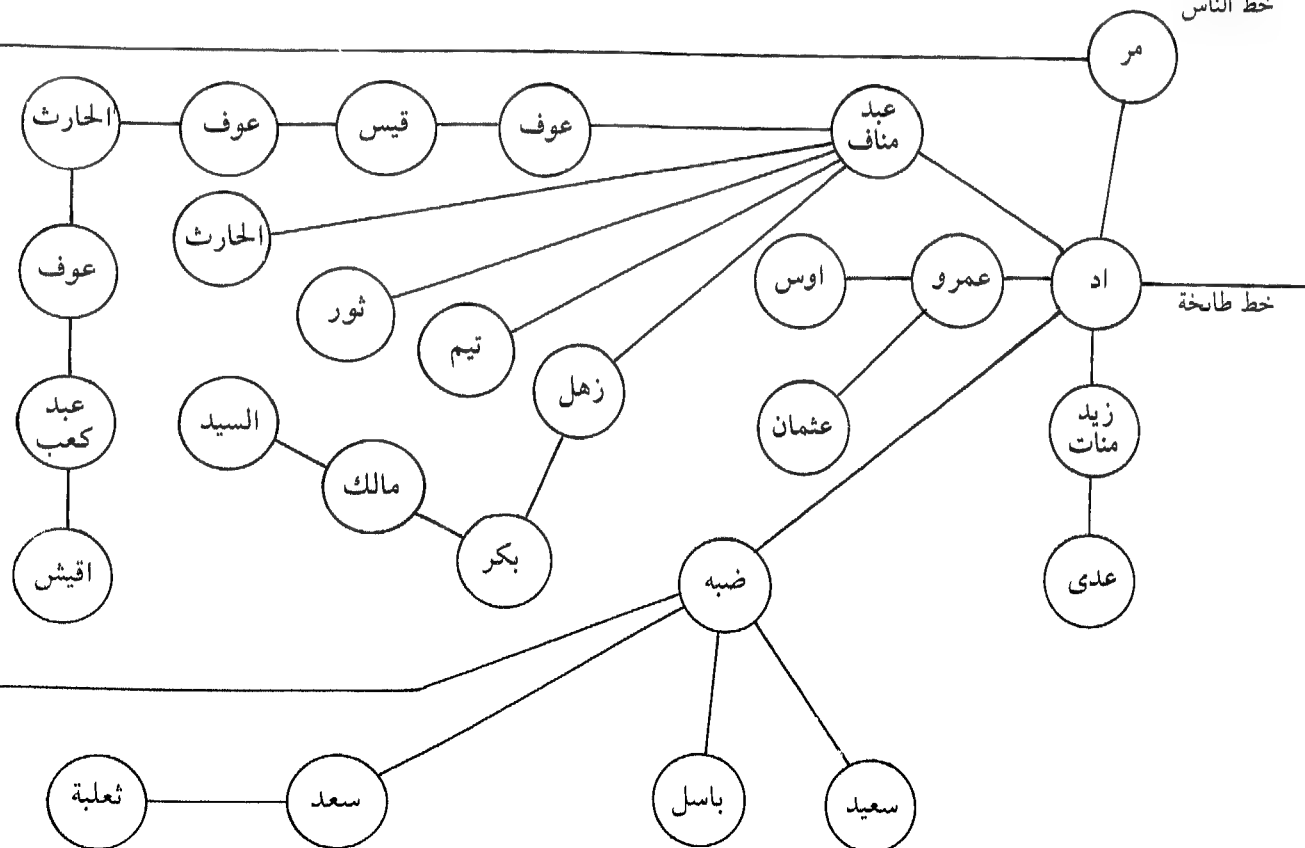 خط الناس
مر
عبد
مناف
عوف
قيس
عوف
الحارث
الحارث
اد
عمرو
اوس
عوف
خط طابخة
ثور
تيم
زهل
عثمان
زيد
منات
السيد
عبد
كعب
مالك
بكر
ضبه
عدى
اقيش
سعيد
باسل
سعد
ثعلبة